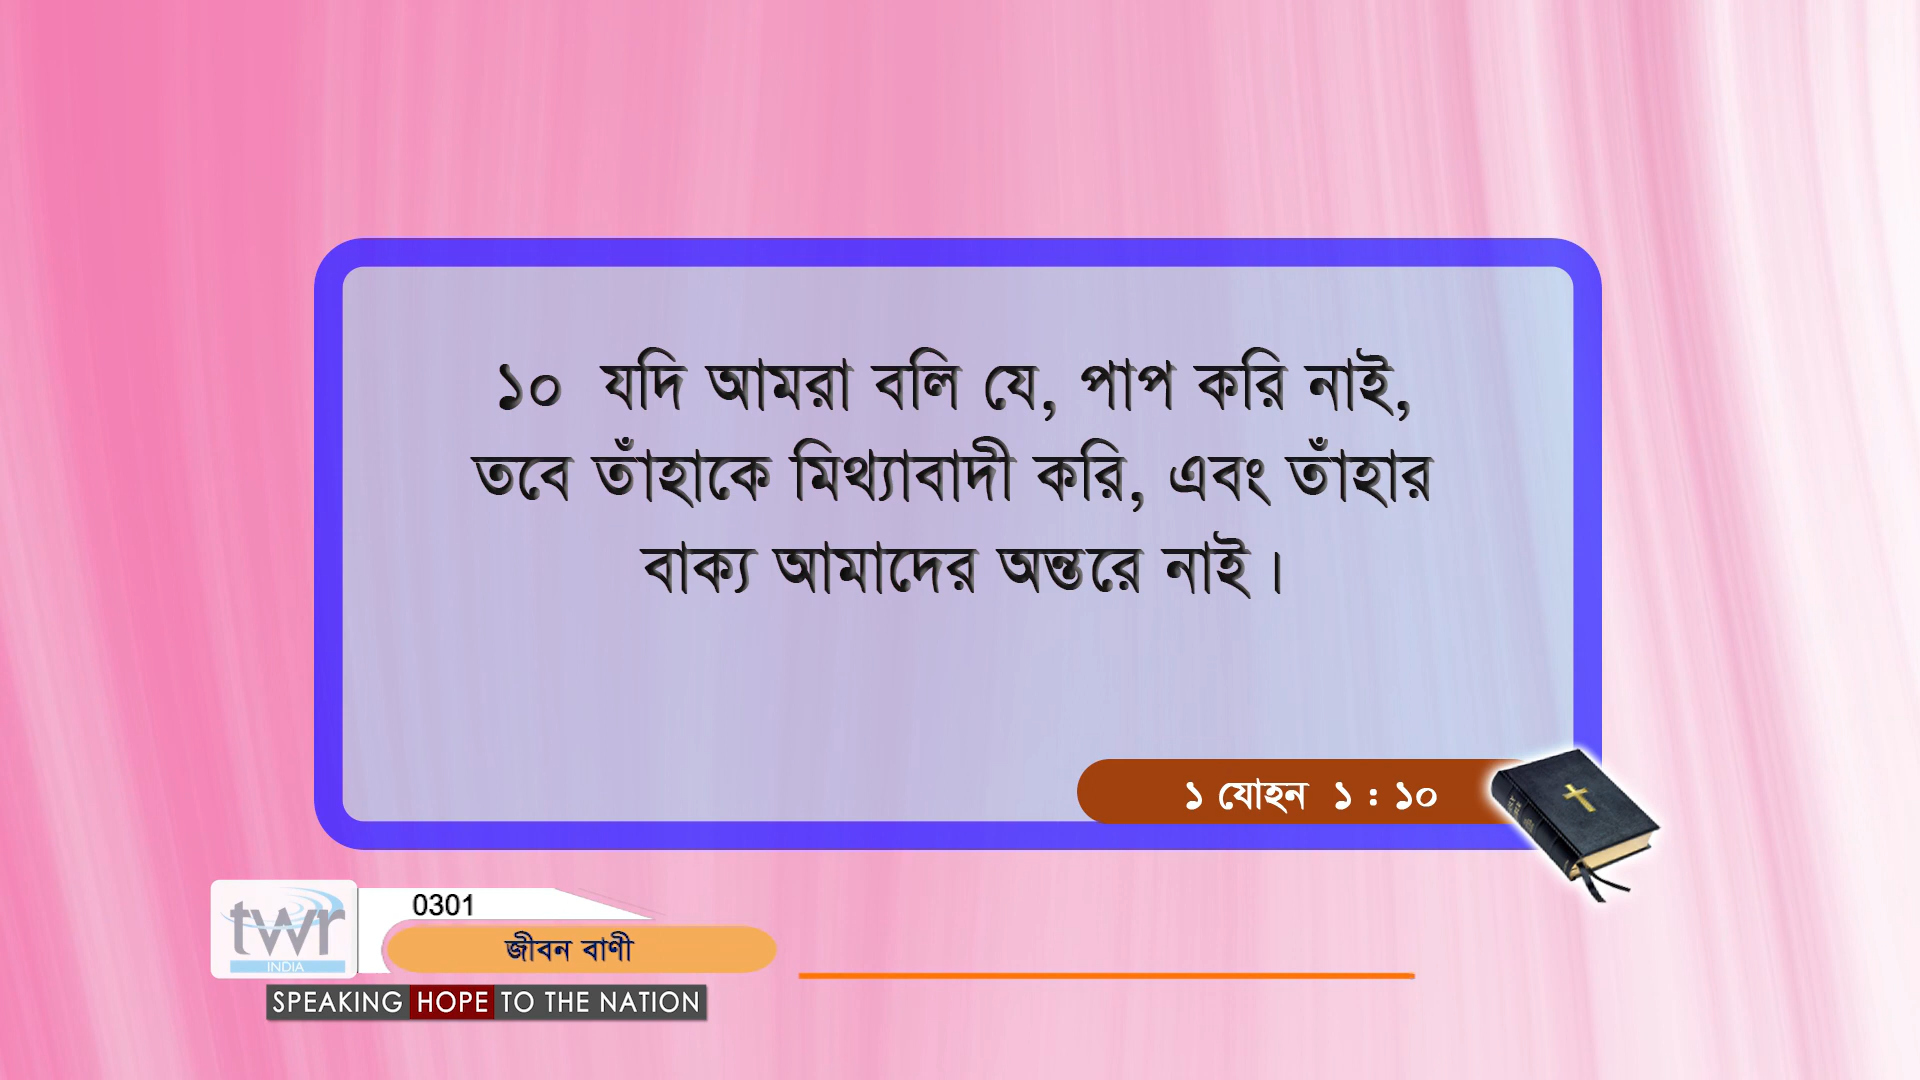 ১০ যদি আমরা বলি যে, পাপ করি নাই,
তবে তাঁহাকে মিথ্যাবাদী করি, এবং তাঁহার
বাক্য আমাদের অন্তরে নাই।
১ যোহন ১ : ১০
0301
twr
INDIA
জীবন বাণী
SPEAKING HOPE TO THE NATION